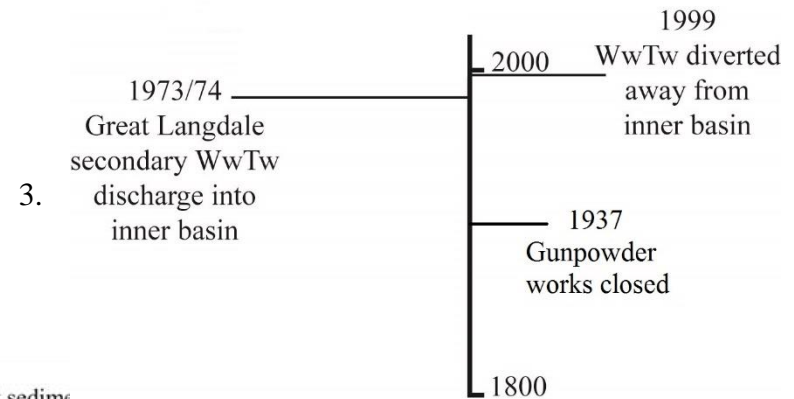 1999
WwTw diverted
away from
inner basin
2000
1973/74
Great Langdale
secondary WwTw
discharge into
inner basin
3.
1937
Gunpowder
works closed
1800